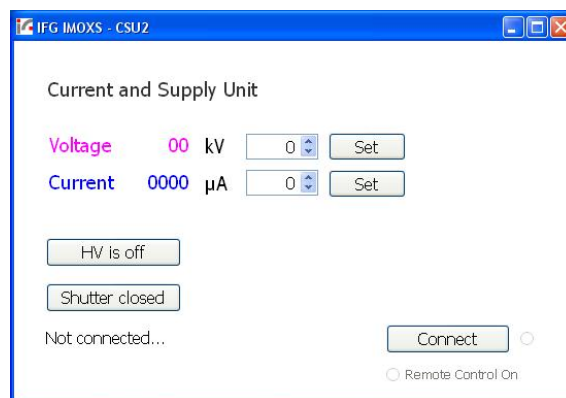 IFG IMOXS - CSU2
Current and Supply Unit
Voltage 00 kV 0 Set
Current 0000 µA 0 Set
HV is off
Shutter closed
Not connected... Connect
Remote Control On